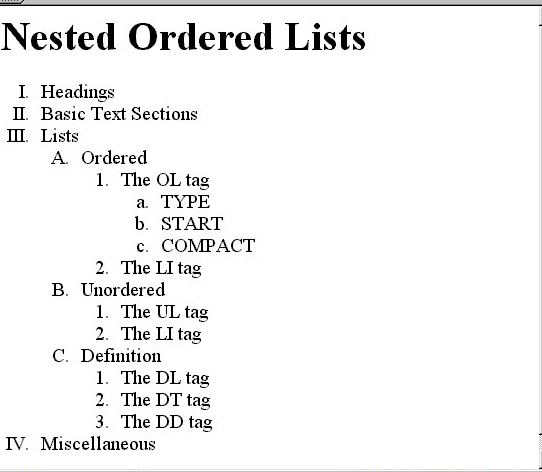 Nested Ordered Lists
I. Headings
II. Basic Text Sections
III. Lists
A. Ordered
1. The OL tag
a. TYPE
b. START
c. COMPACT
2. The LI tag
B. Unordered
1. The UL tag
2. The LI tag
C. Definition
1. The DL tag
2. The DT tag
3. The DD tag
IV. Miscellaneous